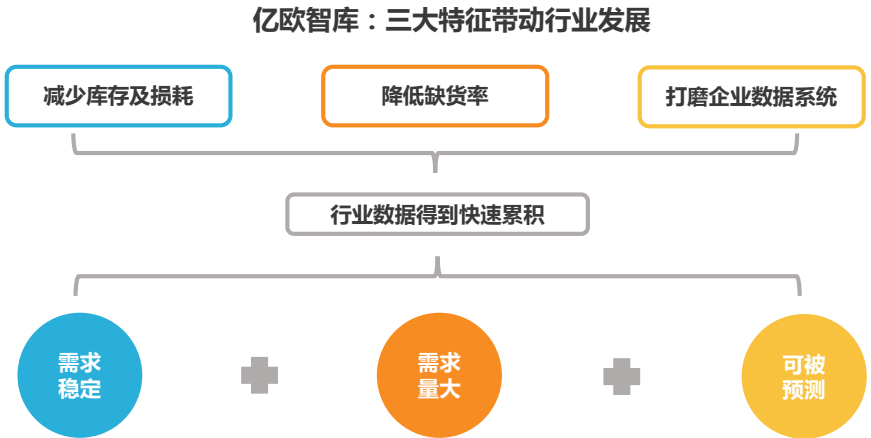 亿欧智库：三大特征带动行业发展
减少库存及损耗
降低缺货率
打磨企业数据系统
行业数据得到快速累积
需求
稳定
需求
量大
可被
预测